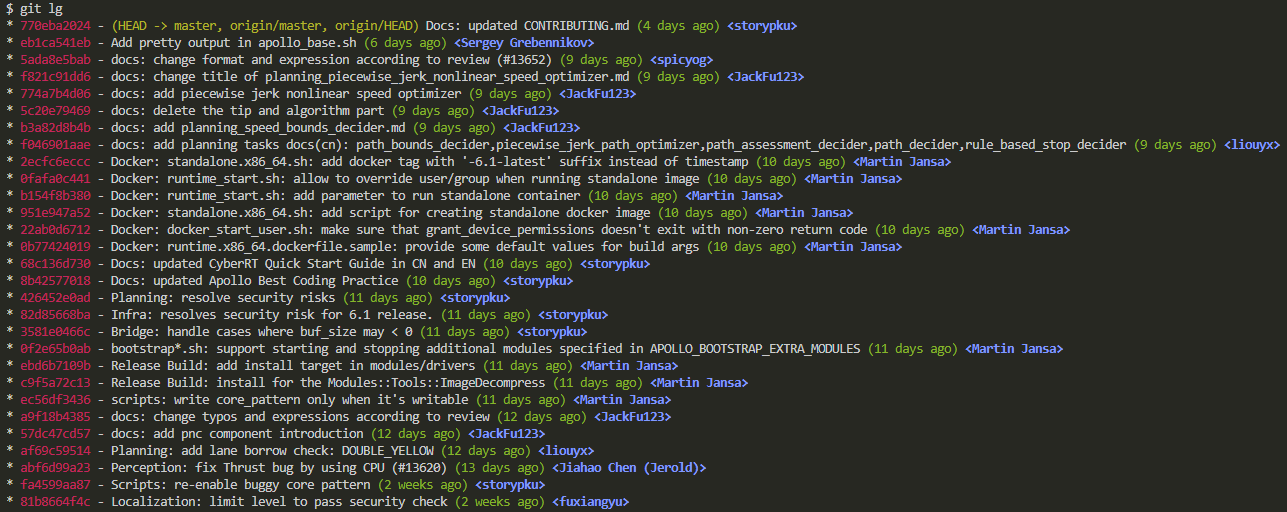 $ git lg
* 770eba2024 - (HEAD -> master, origin/master, origin/HEAD) Docs: updated CONTRIBUTING.md (4 days ago) <storypku>
* eb1ca541eb - Add pretty output in apollo_base.sh (6 days ago) <Sergey Grebennikov>
* 5ada8e5bab - docs: change format and expression according to review (#13652) (9 days ago) <spicyog>
* f821c91dd6 - docs: change title of planning_piecewise_jerk_nonlinear_speed_optimizer.md (9 days ago) <JackFu123>
* 774a7b4d06 - docs: add piecewise jerk nonlinear speed optimizer (9 days ago) <JackFu123>
* 5c20e79469 - docs: delete the tip and algorithm part (9 days ago) <JackFu123>
* b3a82d8b4b - docs: add planning_speed_bounds_decider.md (9 days ago) <JackFu123>
* f046901aae - docs: add planning tasks docs(cn): path_bounds_decider,piecewise_jerk_path_optimizer,path_assessment_decider,path_decider,rule_based_stop_decider (9 days ago) <liouyx>
* 2ecfc6eccc - Docker: standalone.x86_64.sh: add docker tag with '-6.1-latest' suffix instead of timestamp (10 days ago) <Martin Jansa>
* 0fafa0c441 - Docker: runtime_start.sh: allow to override user/group when running standalone image (10 days ago) <Martin Jansa>
* b154f8b380 - Docker: runtime_start.sh: add parameter to run standalone container (10 days ago) <Martin Jansa>
* 951e947a52 - Docker: standalone.x86_64.sh: add script for creating standalone docker image (10 days ago) <Martin Jansa>
* 22ab0d6712 - Docker: docker_start_user.sh: make sure that grant_device_permissions doesn't exit with non-zero return code (10 days ago) <Martin Jansa>
* 0b77424019 - Docker: runtime.x86_64.dockerfile.sample: provide some default values for build args (10 days ago) <Martin Jansa>
* 68c136d730 - Docs: updated CyberRT Quick Start Guide in CN and EN (10 days ago) <storypku>
* 8b42577018 - Docs: updated Apollo Best Coding Practice (10 days ago) <storypku>
* 426452e0ad - Planning: resolve security risks (11 days ago) <storypku>
* 82d85668ba - Infra: resolves security risk for 6.1 release. (11 days ago) <storypku>
* 3581e0466c - Bridge: handle cases where buf_size may < 0 (11 days ago) <storypku>
* 0f2e65b0ab - bootstrap*.sh: support starting and stopping additional modules specified in APOLLO_BOOTSTRAP_EXTRA_MODULES (11 days ago) <Martin Jansa>
* ebd6b7109b - Release Build: add install target in modules/drivers (11 days ago) <Martin Jansa>
* c9f5a72c13 - Release Build: install for the Modules::Tools::ImageDecompress (11 days ago) <Martin Jansa>
* ec56df3436 - scripts: write core_pattern only when it's writable (11 days ago) <Martin Jansa>
* a9f18b4385 - docs: change typos and expressions according to review (12 days ago) <JackFu123>
* 57dc47cd57 - docs: add pnc component introduction (12 days ago) <JackFu123>
* af69c59514 - Planning: add lane borrow check: DOUBLE_YELLOW (12 days ago) <liouyx>
* abf6d99a23 - Perception: fix Thrust bug by using CPU (#13620) (13 days ago) <Jiahao Chen (Jerold)>
* fa4599aa87 - Scripts: re-enable buggy core pattern (2 weeks ago) <storypku>
* 81b8664f4c - Localization: limit level to pass security check (2 weeks ago) <fuxiangyu>